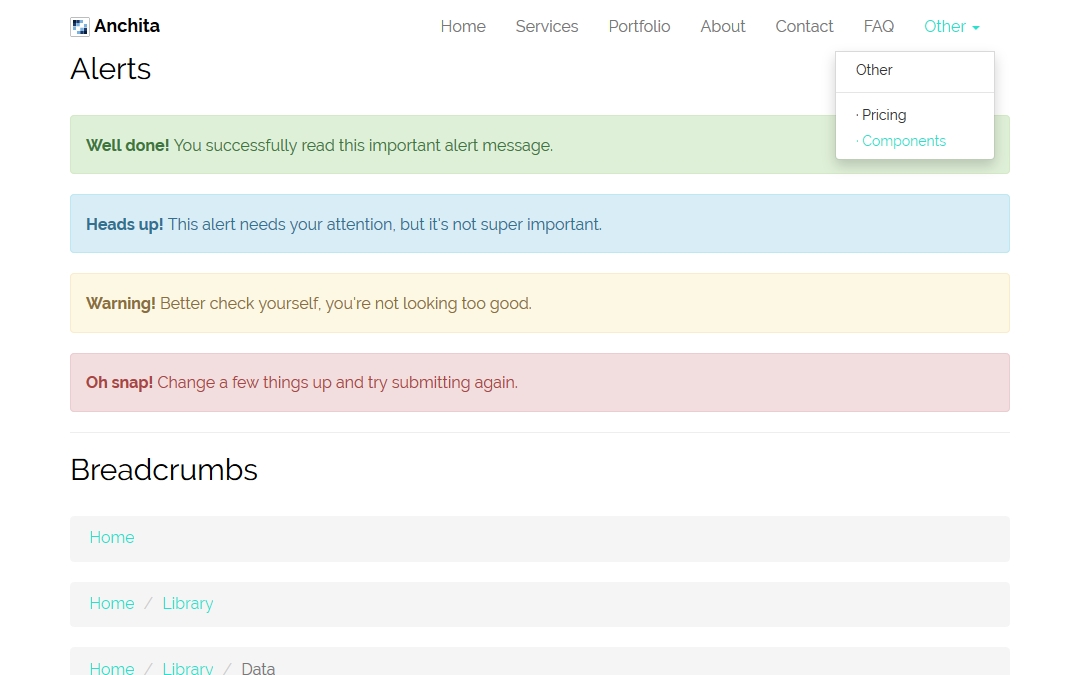 Anchita
Home Services Portfolio About Contact FAQ Other
Other
· Pricing
· Components
Alerts
Well done! You successfully read this important alert message.
Heads up! This alert needs your attention, but it's not super important.
Warning! Better check yourself, you're not looking too good.
Oh snap! Change a few things up and try submitting again.
Breadcrumbs
Home
Home / Library
Home / Library / Data